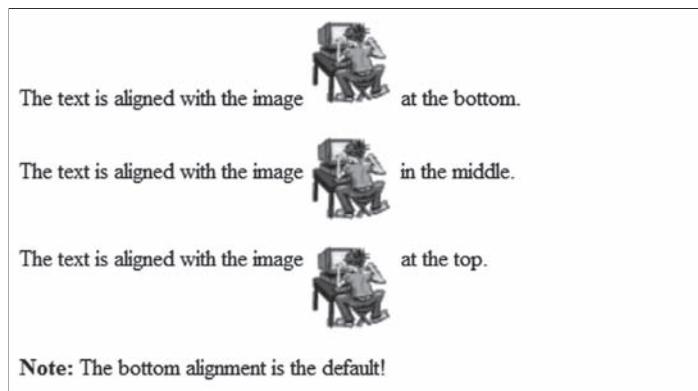 The text is aligned with the image at the bottom.
The text is aligned with the image in the middle.
The text is aligned with the image at the top.
Note: The bottom alignment is the default!